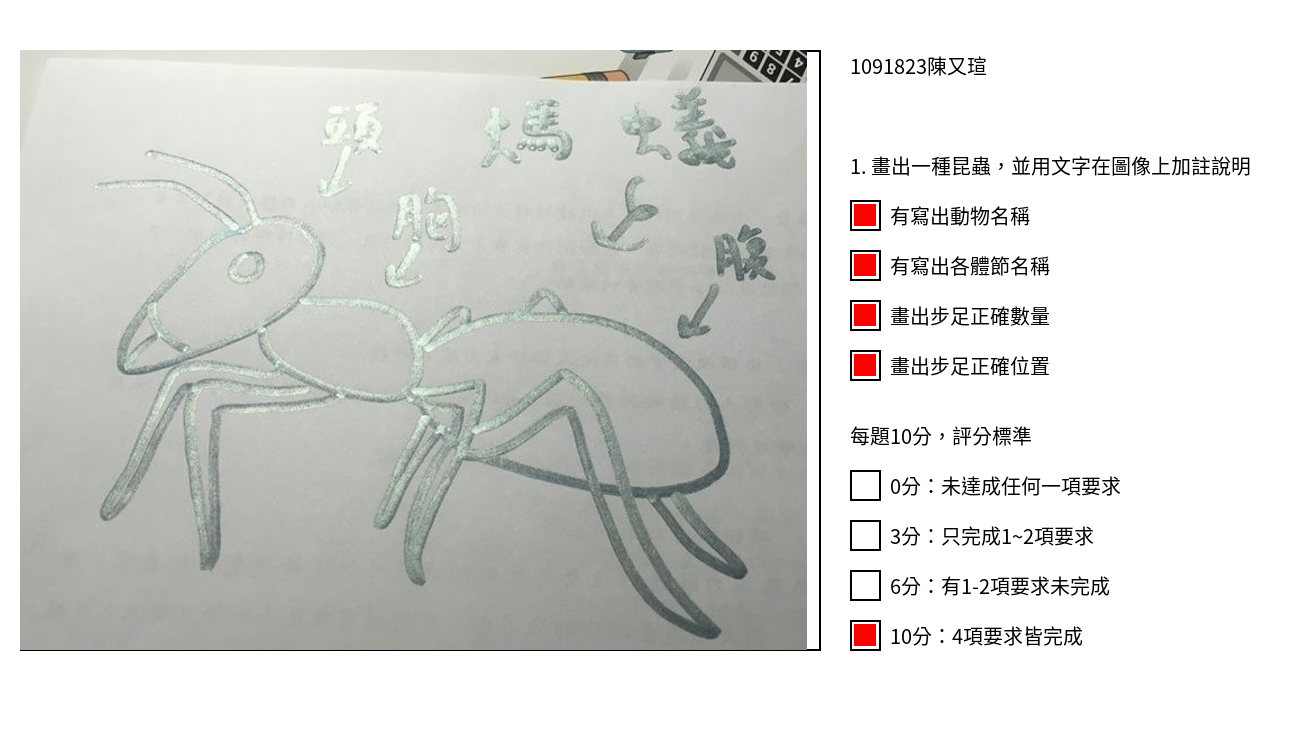 頭
螞蟻
胸
腹
1091823陳又瑄
1. 畫出一種昆蟲，並用文字在圖像上加註說明
有寫出動物名稱
有寫出各體節名稱
畫出步足正確數量
畫出步足正確位置
每題10分，評分標準
0分：未達成任何一項要求
3分：只完成1~2項要求
6分：有1-2項要求未完成
10分：4項要求皆完成